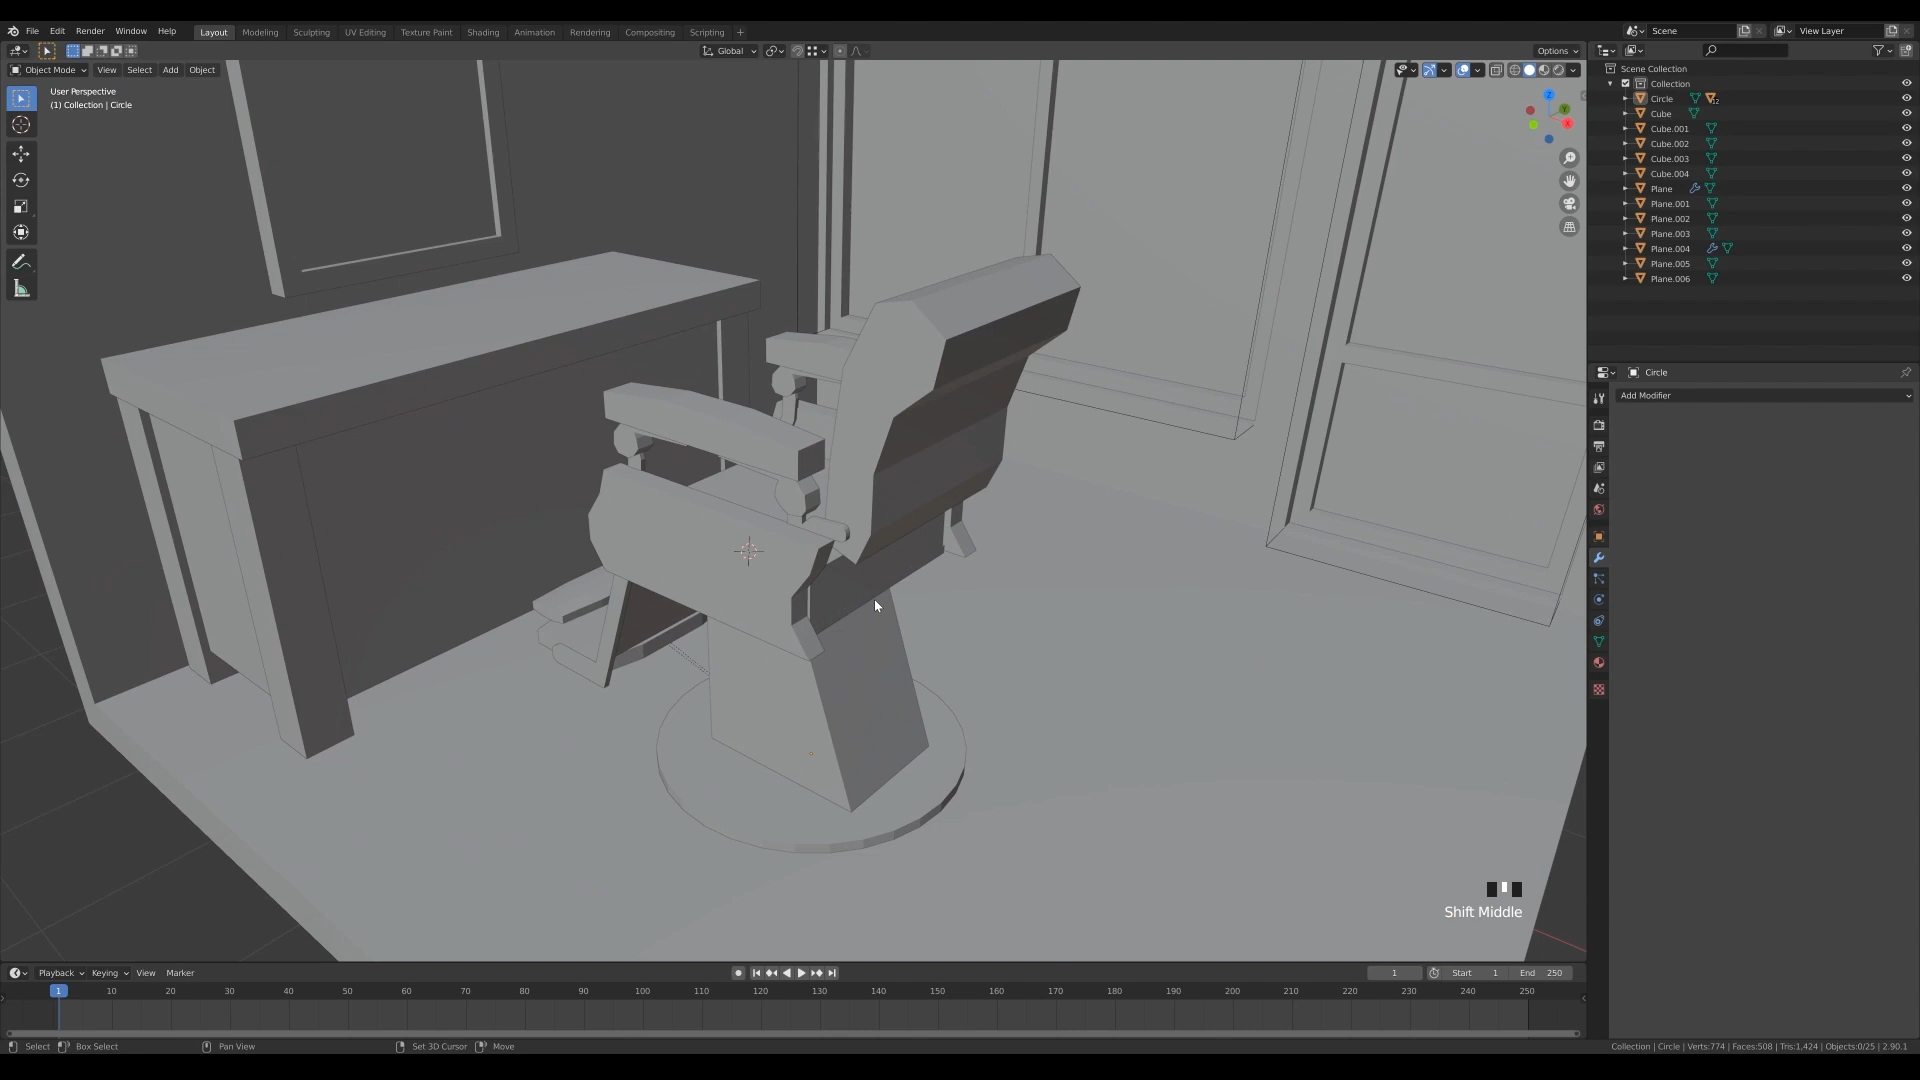 File Edit Render Window Help Layout Modeling Sculpting UV Editing Texture Paint Shading Animation Rendering Compositing Scripting + Scene View Layer
Global Options
Object Mode View Select Add Object
User Perspective
(1) Collection | Circle
Z
Y
X
Scene Collection
Collection
Circle 12
Cube
Cube.001
Cube.002
Cube.003
Cube.004
Plane
Plane.001
Plane.002
Plane.003
Plane.004
Plane.005
Plane.006
Circle
Add Modifier
Shift Middle
Playback Keying View Marker 1 Start 1 End 250
1 10 20 30 40 50 60 70 80 90 100 110 120 130 140 150 160 170 180 190 200 210 220 230 240 250
Select Box Select Pan View Set 3D Cursor Move Collection | Circle | Verts:774 | Faces:508 | Tris:1,424 | Objects:0/25 | 2.90.1